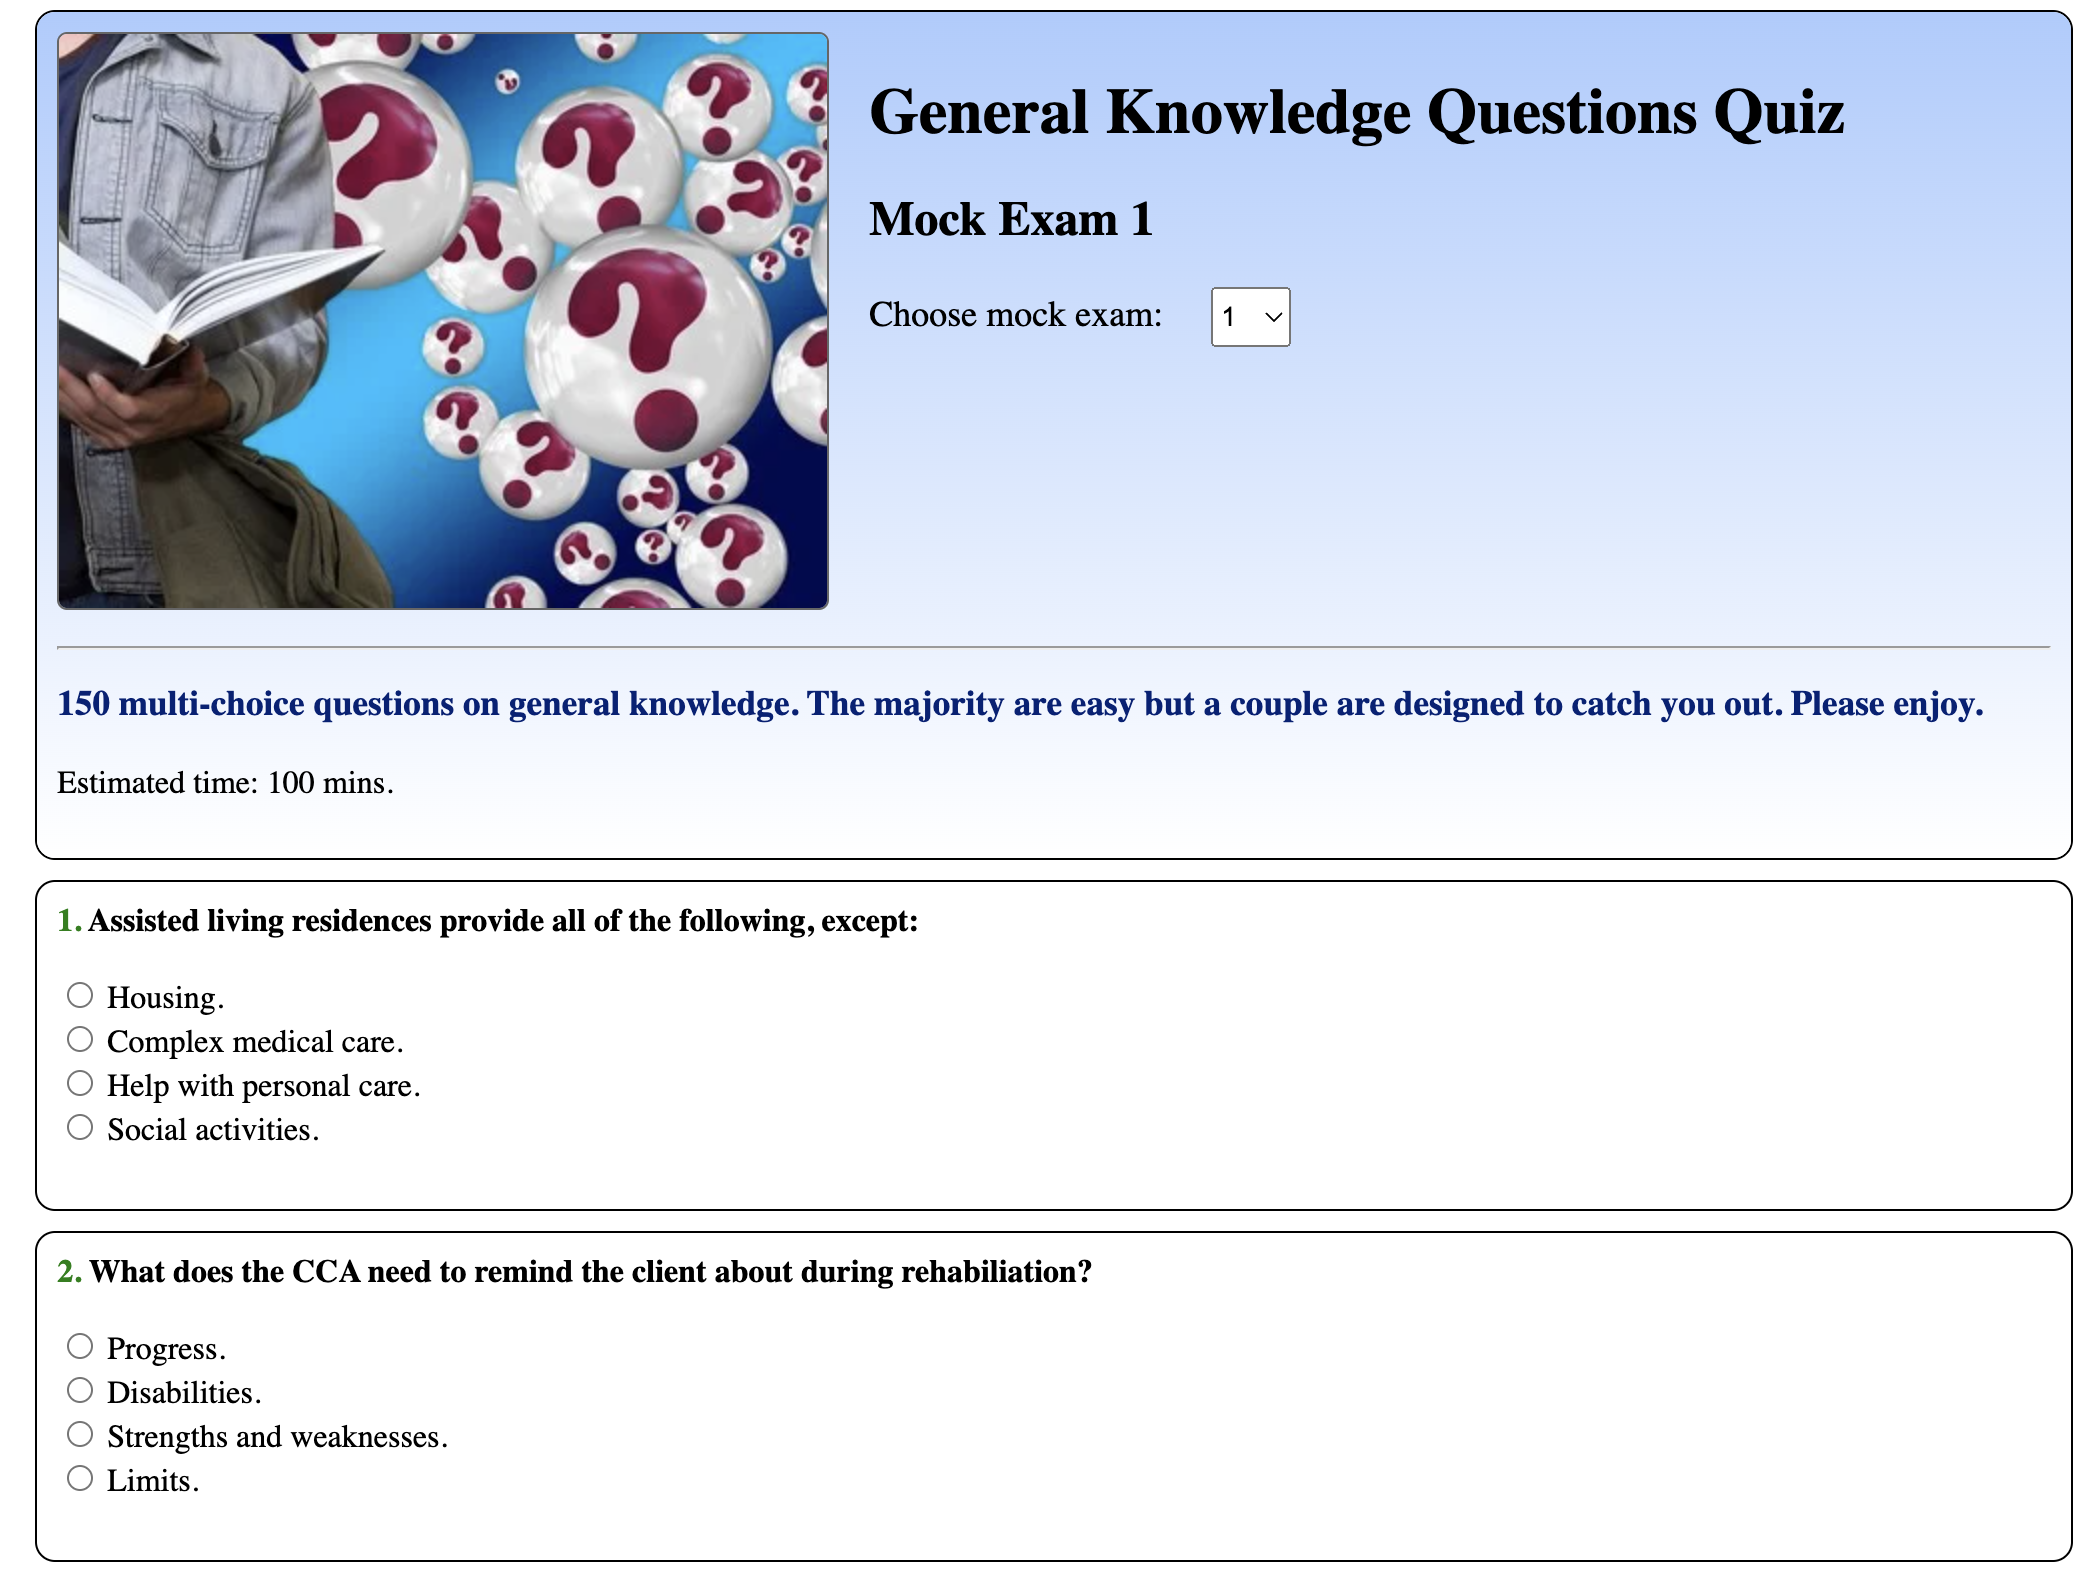 General Knowledge Questions Quiz
Mock Exam 1
Choose mock exam: 1
150 multi-choice questions on general knowledge. The majority are easy but a couple are designed to catch you out. Please enjoy.
Estimated time: 100 mins.
1. Assisted living residences provide all of the following, except:
Housing.
Complex medical care.
Help with personal care.
Social activities.
2. What does the CCA need to remind the client about during rehabiliation?
Progress.
Disabilities.
Strengths and weaknesses.
Limits.